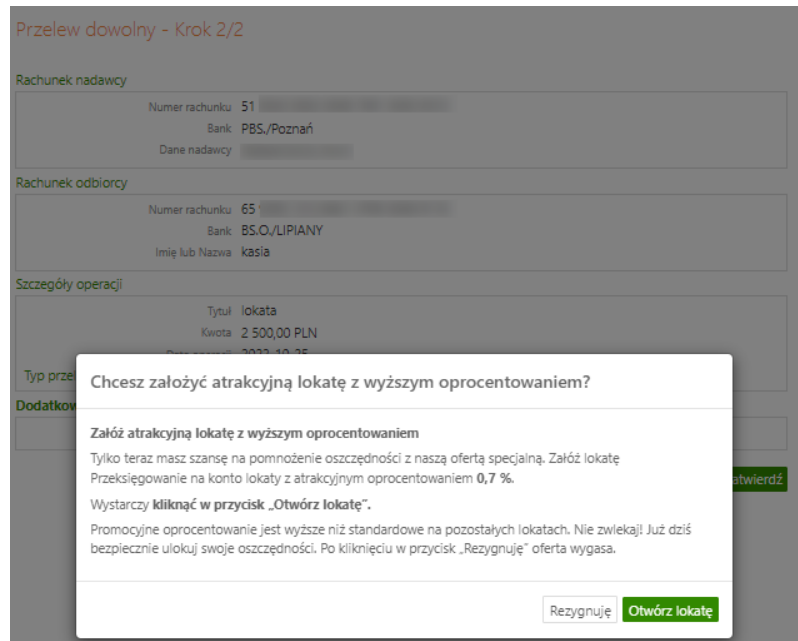 Przelew dowolny - Krok 2/2
Rachunek nadawcy
Numer rachunku 51
Bank PBS./Poznań
Dane nadawcy
Rachunek odbiorcy
Numer rachunku 65
Bank BS.O./LIPIANY
Imię lub Nazwa kasia
Szczegóły operacji
Tytuł lokata
Kwota 2 500,00 PLN
Typ
Chcesz założyć atrakcyjną lokatę z wyższym oprocentowaniem?
Załóż atrakcyjną lokatę z wyższym oprocentowaniem
Tylko teraz masz szansę na pomnożenie oszczędności z naszą ofertą specjalną. Załóż lokatę
Przeksięgowanie na konto lokaty z atrakcyjnym oprocentowaniem 0,7 %.
Wystarczy kliknąć w przycisk „Otwórz lokatę”.
Promocyjne oprocentowanie jest wyższe niż standardowe na pozostałych lokatach. Nie zwlekaj! Już dziś
bezpiecznie ulokuj swoje oszczędności. Po kliknięciu w przycisk „Rezygnuję” oferta wygasa.
Rezygnuję Otwórz lokatę